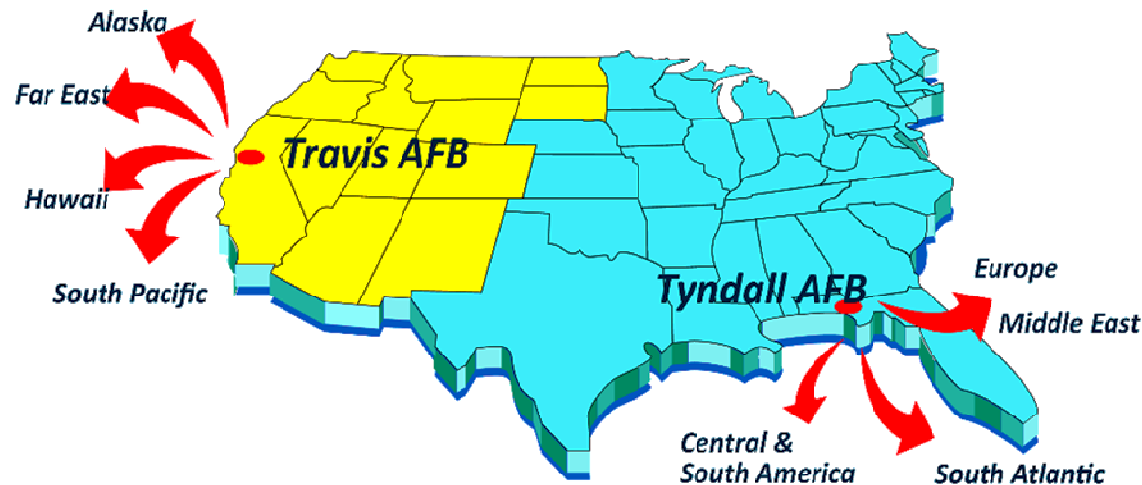 Alaska
Far East
Travis AFB
Hawaii
South Pacific
Tyndall AFB
Europe
Middle East
Central &
South America
South Atlantic